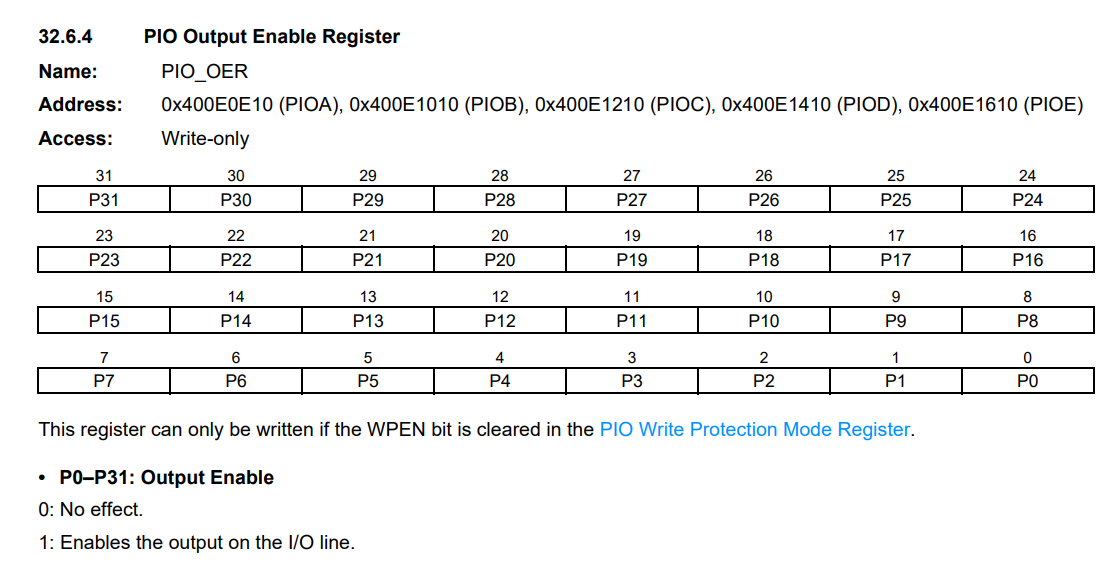 32.6.4 PIO Output Enable Register
Name: PIO_OER
Address: 0x400E0E10 (PIOA), 0x400E1010 (PIOB), 0x400E1210 (PIOC), 0x400E1410 (PIOD), 0x400E1610 (PIOE)
Access: Write-only
31 30 29 28 27 26 25 24
P31 P30 P29 P28 P27 P26 P25 P24
23 22 21 20 19 18 17 16
P23 P22 P21 P20 P19 P18 P17 P16
15 14 13 12 11 10 9 8
P15 P14 P13 P12 P11 P10 P9 P8
7 6 5 4 3 2 1 0
P7 P6 P5 P4 P3 P2 P1 P0
This register can only be written if the WPEN bit is cleared in the PIO Write Protection Mode Register.
• P0–P31: Output Enable
0: No effect.
1: Enables the output on the I/O line.